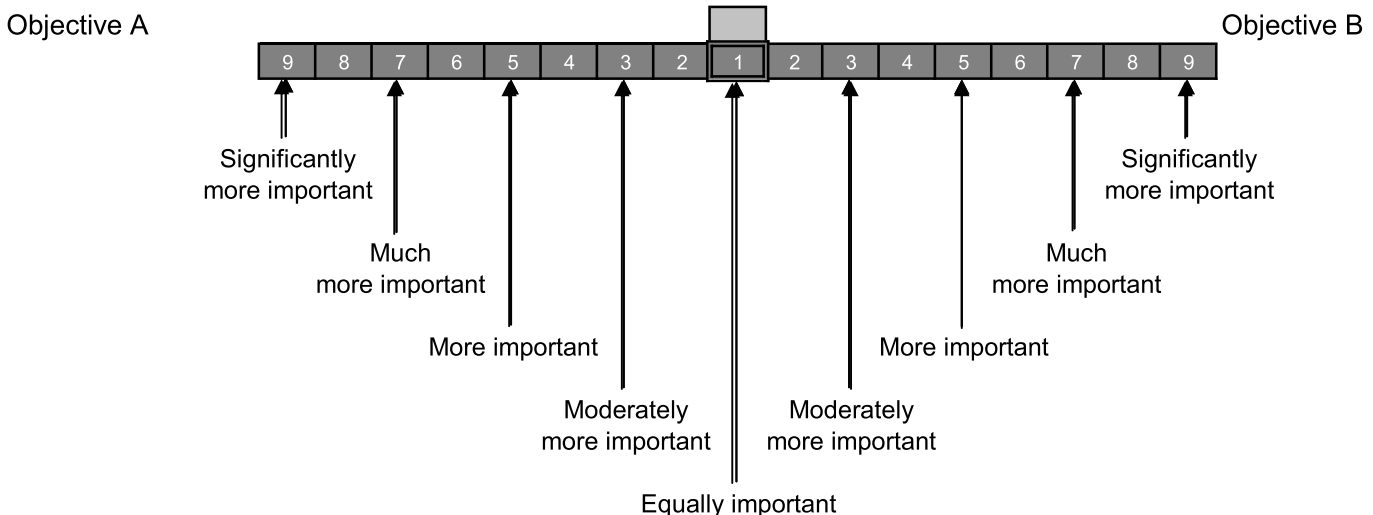 Objective A
Objective B
9 8 7 6 5 4 3 2 1 2 3 4 5 6 7 8 9
Significantly
more important
Significantly
more important
Much
more important
Much
more important
More important
More important
Moderately
more important
Moderately
more important
Equally important